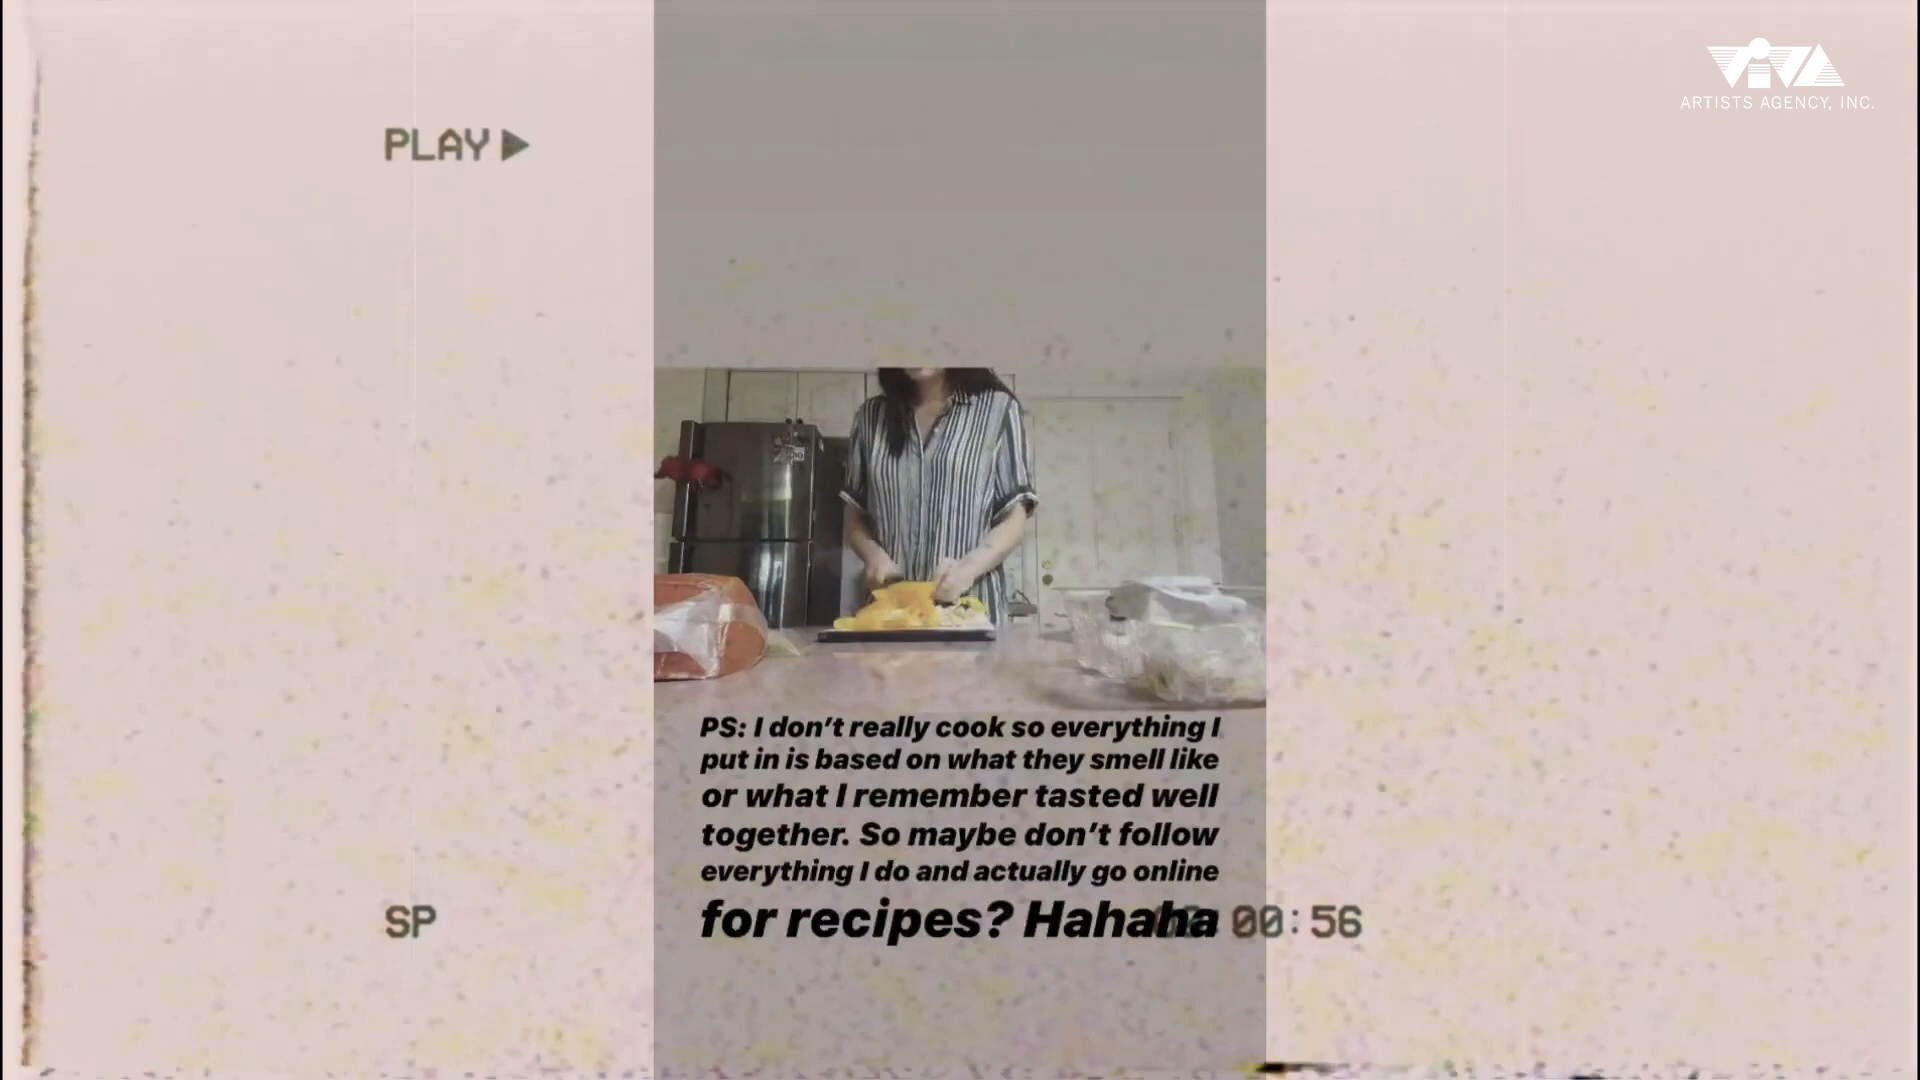 VIVA
ARTISTS AGENCY, INC.
PLAY
PS: I don't really cook so everything I
put in is based on what they smell like
or what I remember tasted well
together. So maybe don't follow
everything I do and actually go online
for recipes? Hahaha
SP
00:56